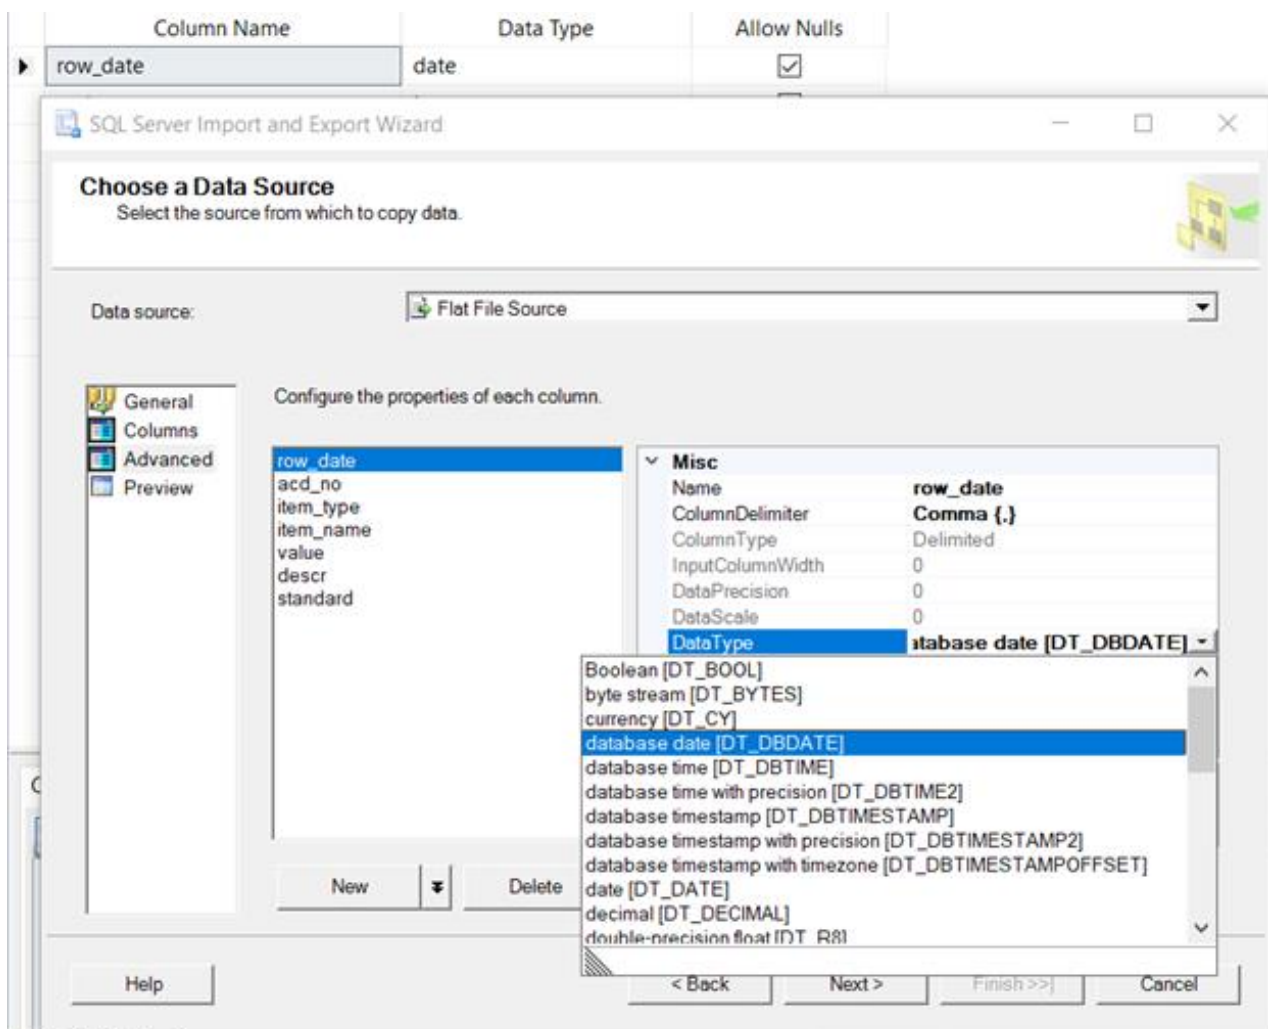 Column Name Data Type Allow Nulls
row_date date
SQL Server Import and Export Wizard
Choose a Data Source
Select the source from which to copy data.
Data source: Flat File Source
General
Columns
Advanced
Preview
Configure the properties of each column.
row_date
acd_no
item_type
item_name
value
descr
standard
Misc
Name row_date
ColumnDelimiter Comma {,}
ColumnType Delimited
InputColumnWidth 0
DataPrecision 0
DataScale 0
DataType atabase date [DT_DBDATE]
Boolean [DT_BOOL]
byte stream [DT_BYTES]
currency [DT_CY]
database date [DT_DBDATE]
database time [DT_DBTIME]
database time with precision [DT_DBTIME2]
database timestamp [DT_DBTIMESTAMP]
database timestamp with precision [DT_DBTIMESTAMP2]
database timestamp with timezone [DT_DBTIMESTAMPOFFSET]
date [DT_DATE]
decimal [DT_DECIMAL]
double-precision float [DT_R8]
New Delete
Help < Back Next > Finish >>| Cancel